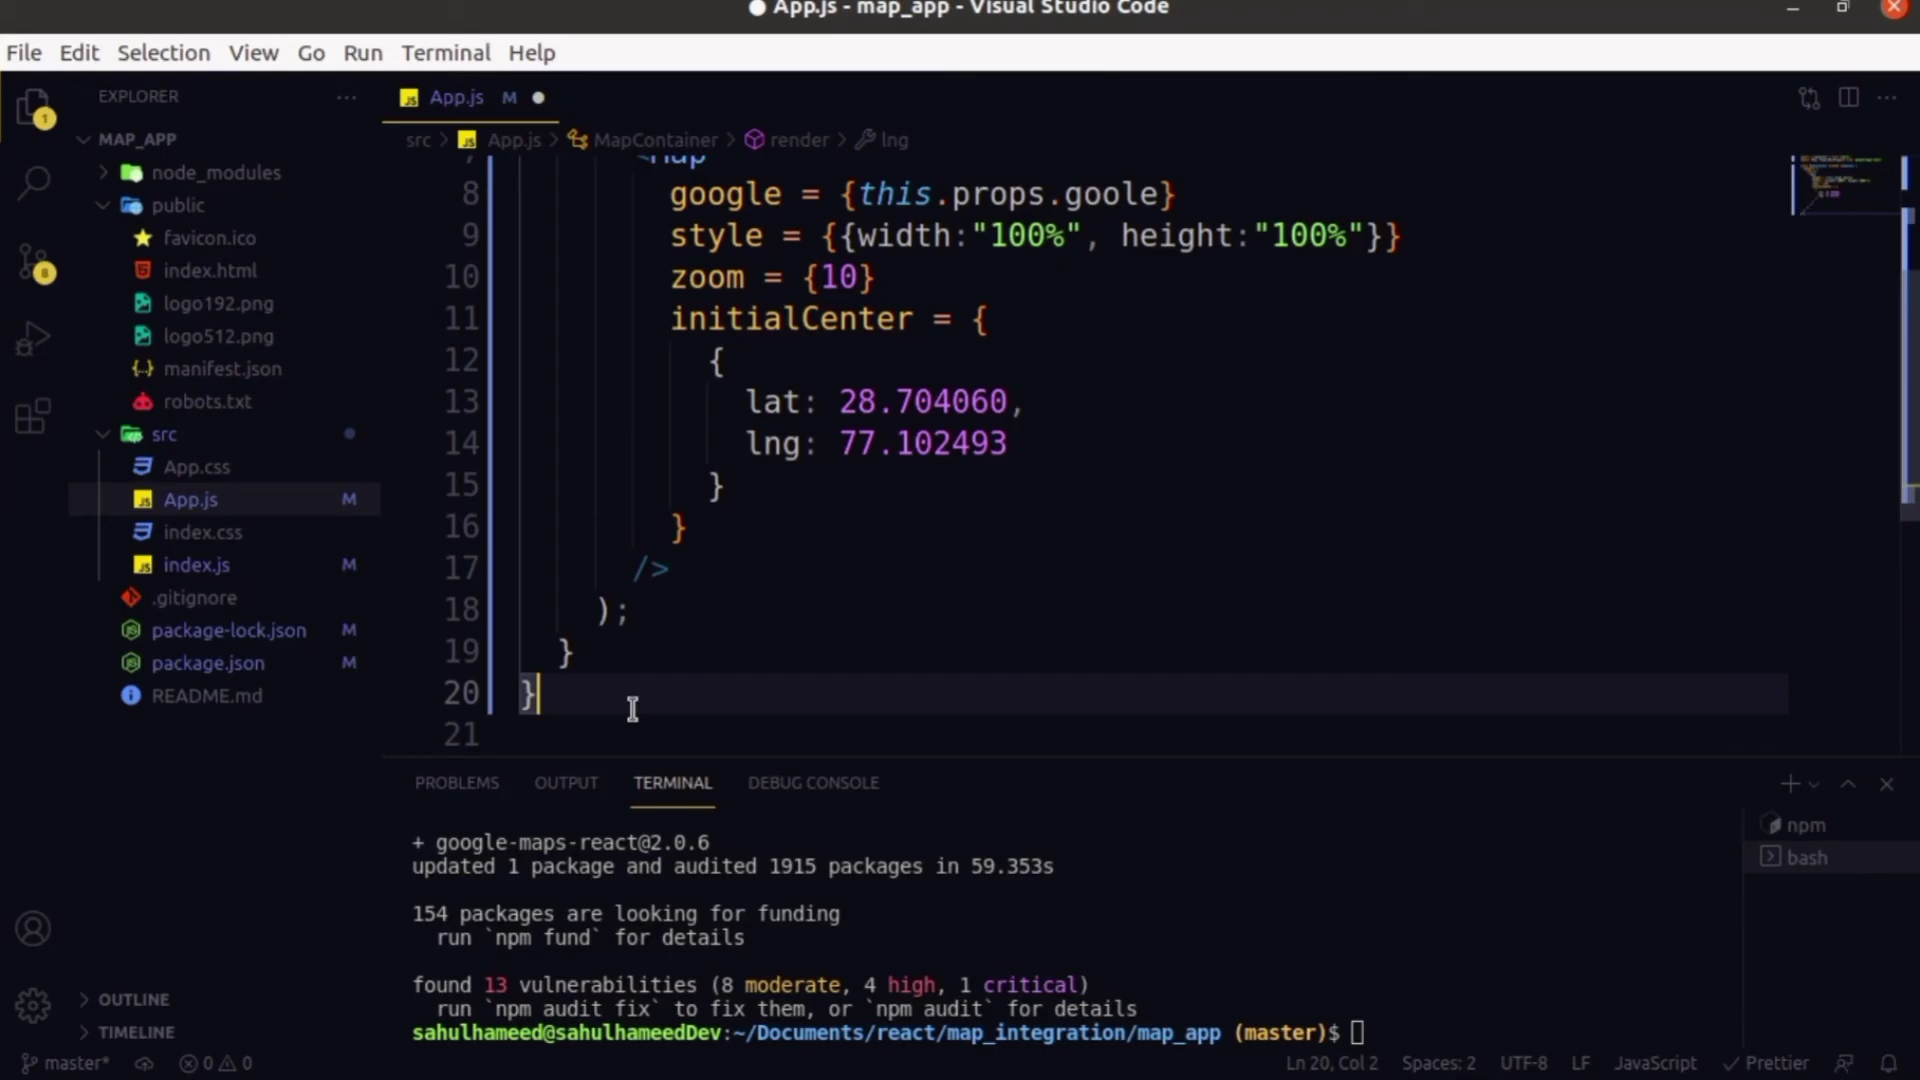 App.js - map_app - Visual Studio Code
File Edit Selection View Go Run Terminal Help
EXPLORER
1
MAP_APP
node_modules
public
favicon.ico
index.html
8
logo192.png
logo512.png
manifest.json
robots.txt
src
App.css
App.js M
index.css
index.js M
.gitignore
package-lock.json M
package.json M
README.md
OUTLINE
TIMELINE
App.js M
src > App.js > MapContainer > render > lng
7 <Map
8 google = {this.props.goole}
9 style = {{width:"100%", height:"100%"}}
10 zoom = {10}
11 initialCenter = {
12 {
13 lat: 28.704060,
14 lng: 77.102493
15 }
16 }
17 />
18 );
19 }
20 }
21
PROBLEMS OUTPUT TERMINAL DEBUG CONSOLE
npm
bash
+ google-maps-react@2.0.6
updated 1 package and audited 1915 packages in 59.353s
154 packages are looking for funding
run `npm fund` for details
found 13 vulnerabilities (8 moderate, 4 high, 1 critical)
run `npm audit fix` to fix them, or `npm audit` for details
sahulhameed@sahulhameedDev:~/Documents/react/map_integration/map_app (master)$
master* 0 0 Ln 20, Col 2 Spaces: 2 UTF-8 LF JavaScript Prettier